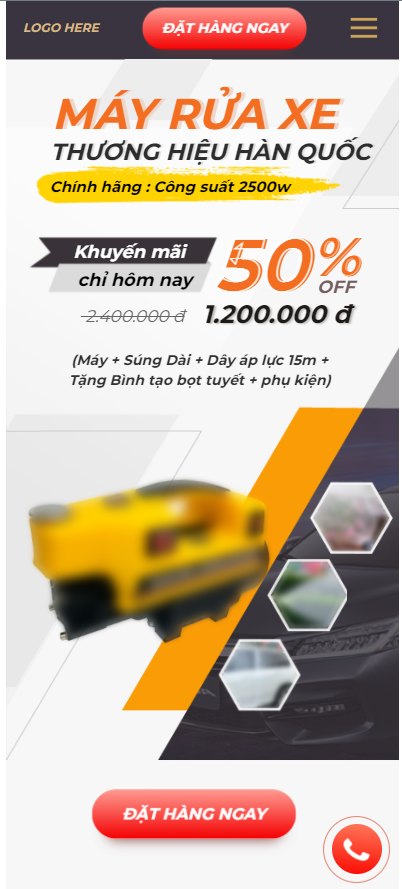 LOGO HERE
ĐẶT HÀNG NGAY
MÁY RỬA XE
THƯƠNG HIỆU HÀN QUỐC
Chính hãng : Công suất 2500w
Khuyến mãi
chỉ hôm nay
50%
OFF
2.400.000 đ
1.200.000 đ
(Máy + Súng Dài + Dây áp lực 15m +
Tặng Bình tạo bọt tuyết + phụ kiện)
ĐẶT HÀNG NGAY